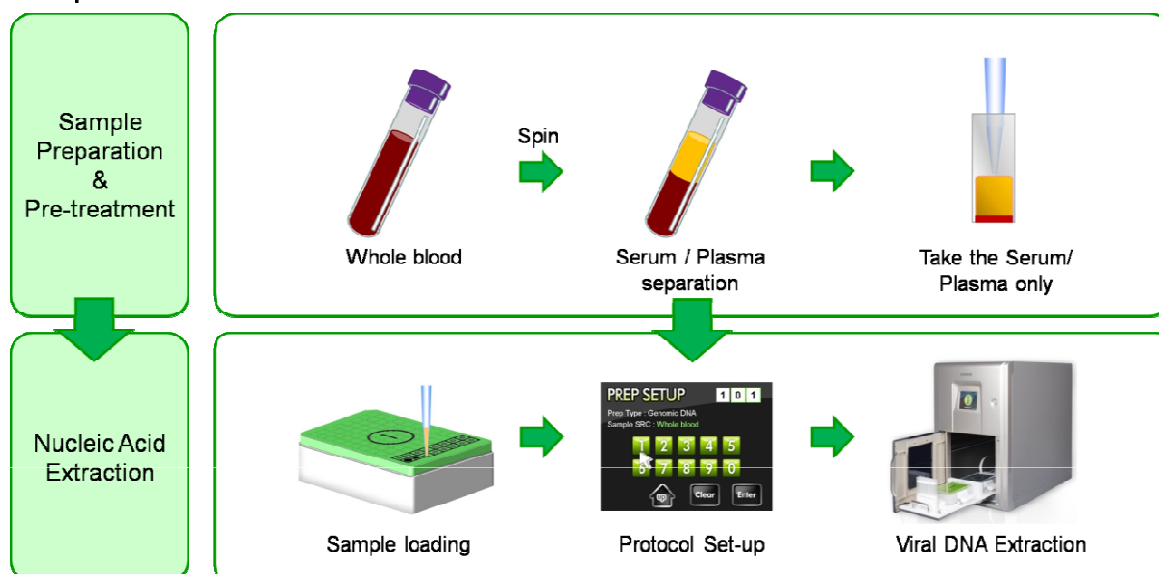 Sample
Preparation
&
Pre-treatment
Spin
Whole blood
Serum / Plasma
separation
Take the Serum/
Plasma only
Nucleic Acid
Extraction
1
PREP SETUP 1 0 1
Prep Type : Genomic DNA
Sample SRC : Whole blood
1 2 3 4 5
6 7 8 9 0
Clear Enter
Sample loading
Protocol Set-up
Viral DNA Extraction